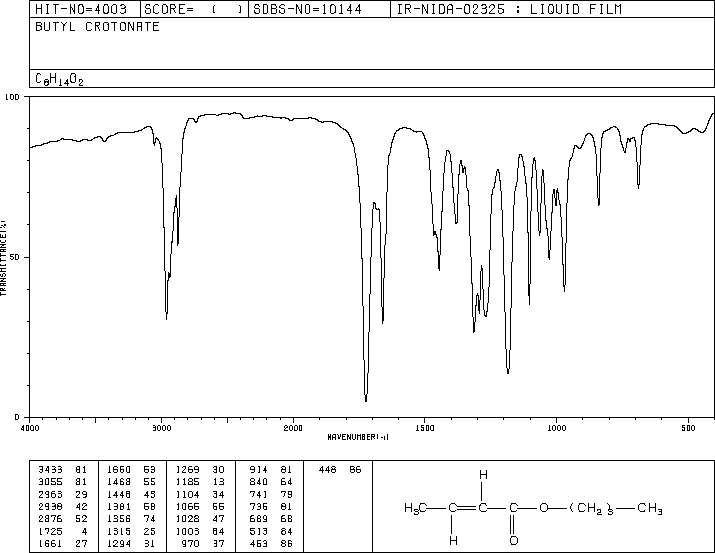 HIT-NO=4003 SCORE= ( ) SDBS-NO=10144 IR-NIDA-02325 : LIQUID FILM
BUTYL CROTONATE
C8H14O2
100
50
0
TRANSMITTANCE(%)
4000 3000 2000 1500 1000 500
WAVENUMBER(-1)
3433 81 1660 59 1269 30 914 81 448 86
3055 81 1468 55 1185 13 840 64
2963 29 1448 45 1104 34 741 79
2938 42 1381 58 1066 55 736 81
2876 52 1356 74 1028 47 689 68
1725 4 1315 25 1003 64 513 84
1661 27 1294 31 970 37 463 86
H
H3C C C C O (CH2)3 CH3
H O